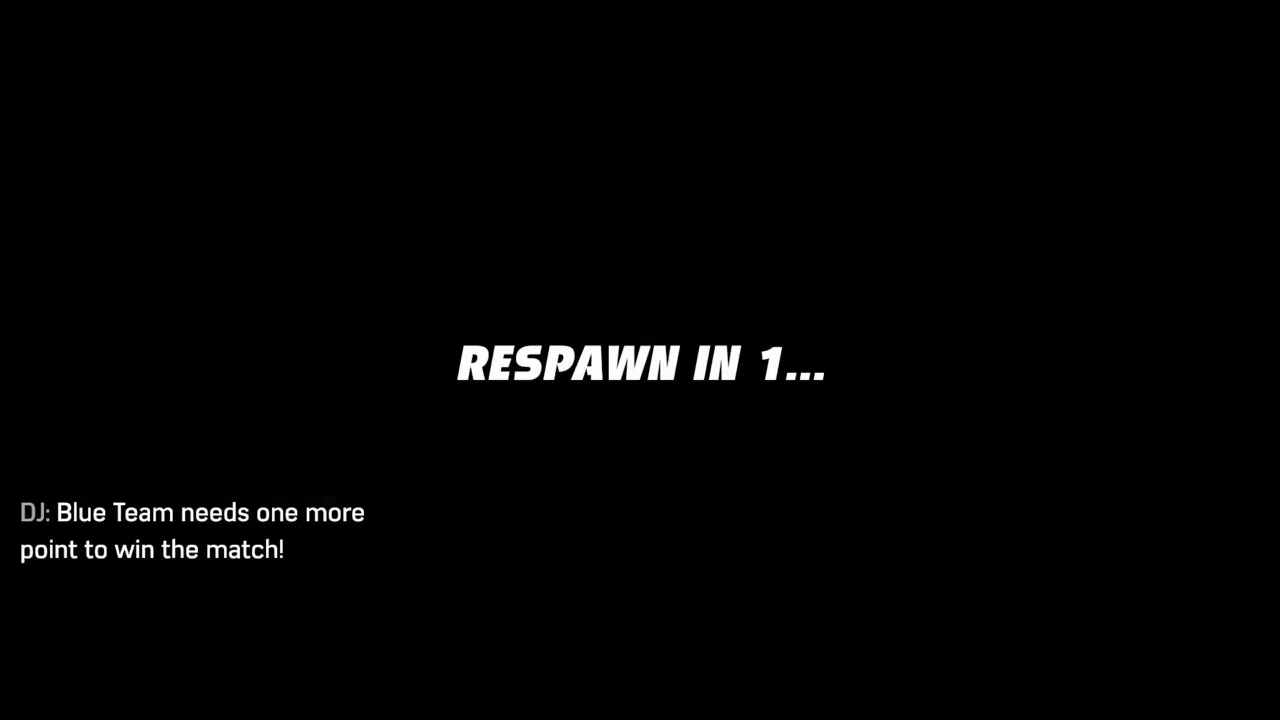 RESPAWN IN 1...
DJ: Blue Team needs one more
point to win the match!